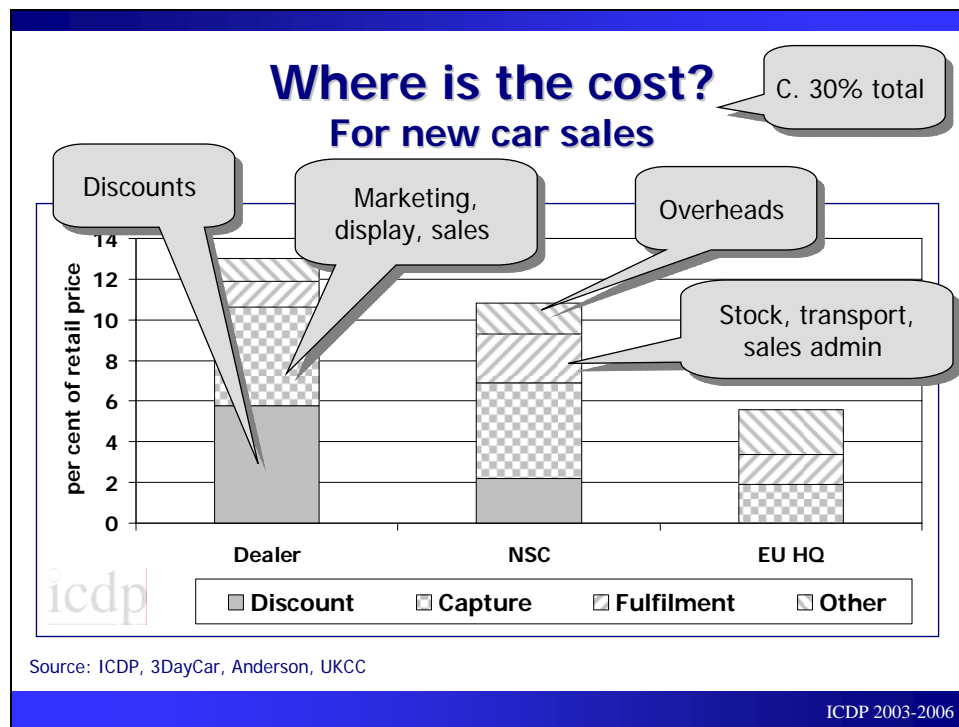 Where is the cost?
For new car sales
C. 30% total
Discounts
Marketing,
display, sales
Overheads
Stock, transport,
sales admin
per cent of retail price
14
12
10
8
6
4
2
0
Dealer
NSC
EU HQ
Discount
Capture
Fulfilment
Other
icdp
Source: ICDP, 3DayCar, Anderson, UKCC
ICDP 2003-2006